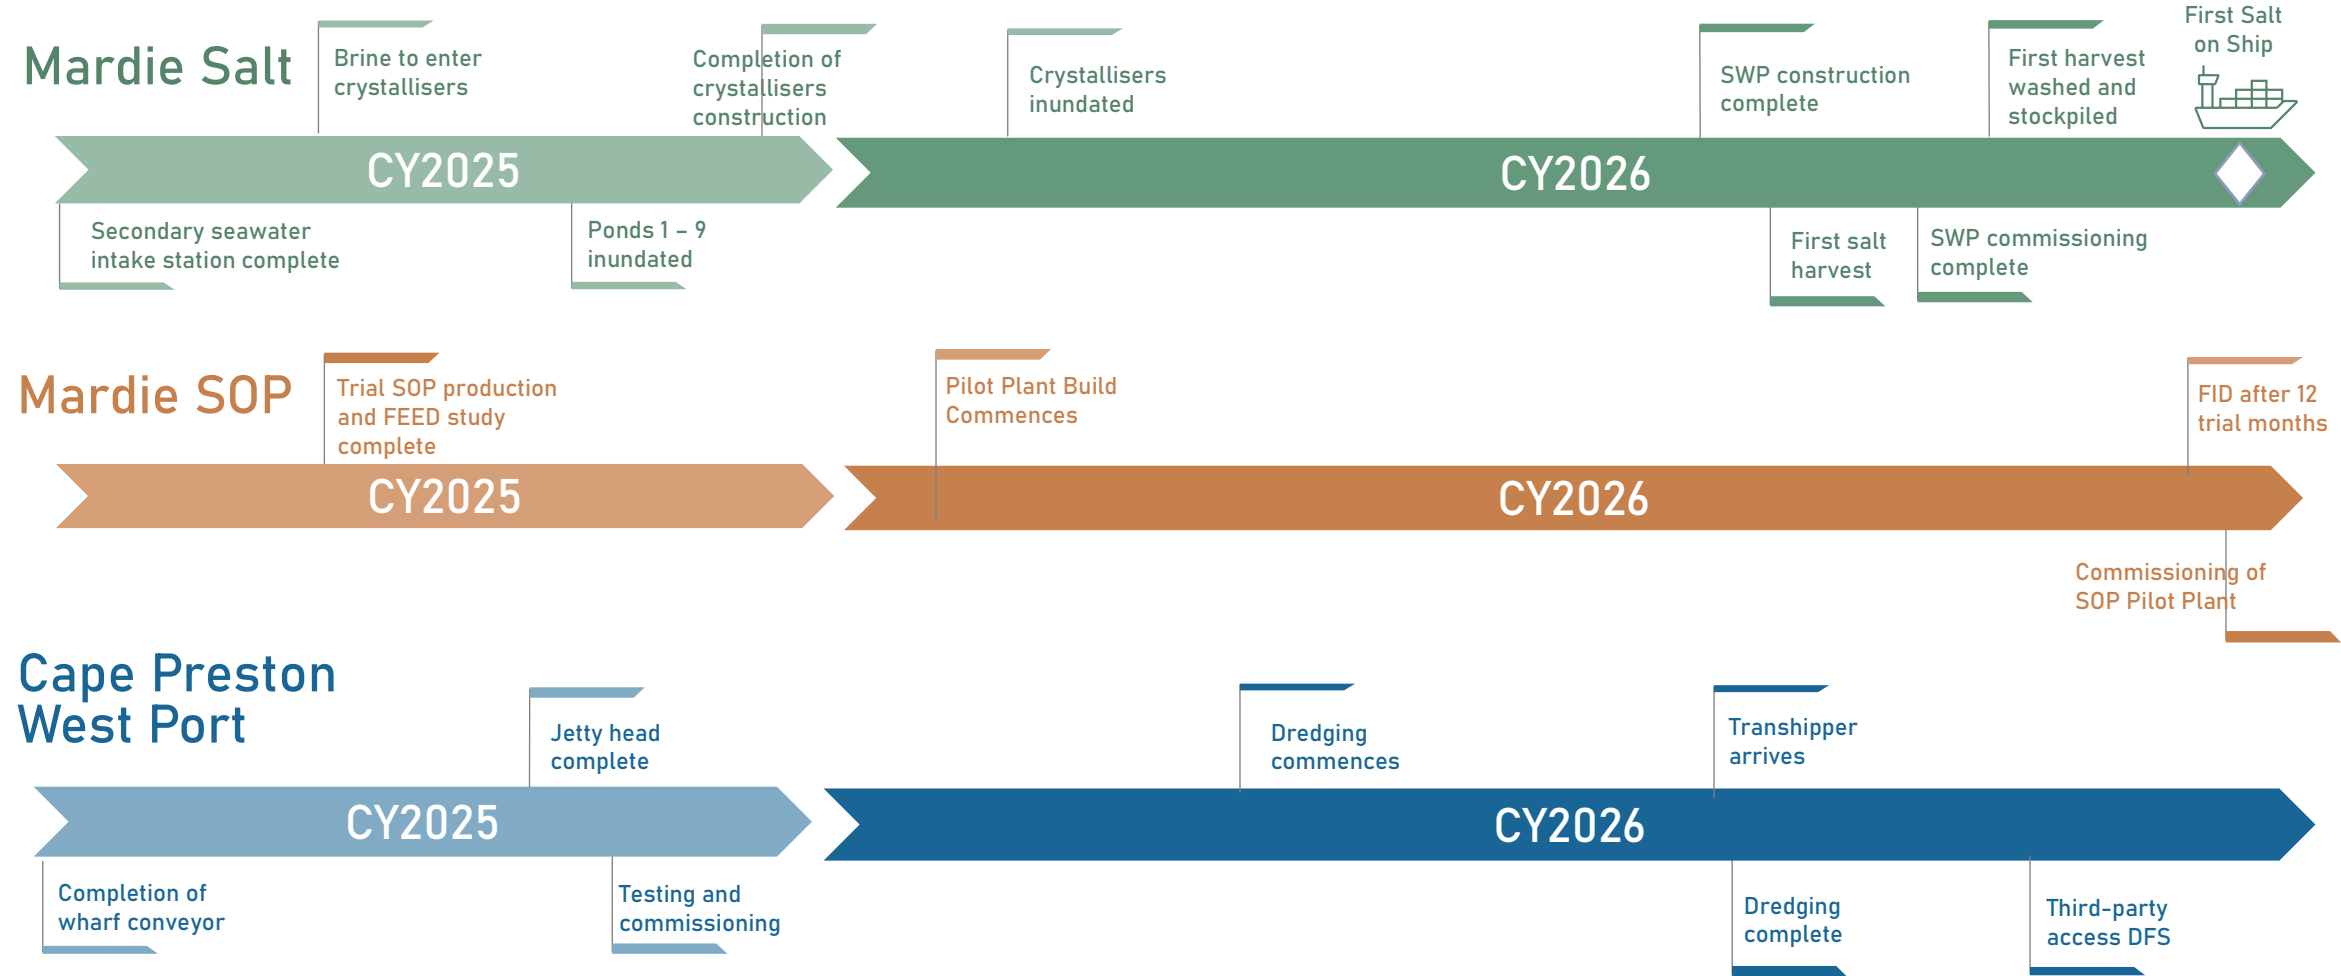 Mardie Salt
Brine to enter
crystallisers
Completion of
crystallisers
construction
Crystallisers
inundated
SWP construction
complete
First harvest
washed and
stockpiled
First Salt
on Ship
CY2025
CY2026
Secondary seawater
intake station complete
Ponds 1 – 9
inundated
First salt
harvest
SWP commissioning
complete
Mardie SOP
Trial SOP production
and FEED study
complete
Pilot Plant Build
Commences
FID after 12
trial months
CY2025
CY2026
Commissioning of
SOP Pilot Plant
Cape Preston
West Port
Jetty head
complete
Dredging
commences
Transhipper
arrives
CY2025
CY2026
Completion of
wharf conveyor
Testing and
commissioning
Dredging
complete
Third-party
access DFS